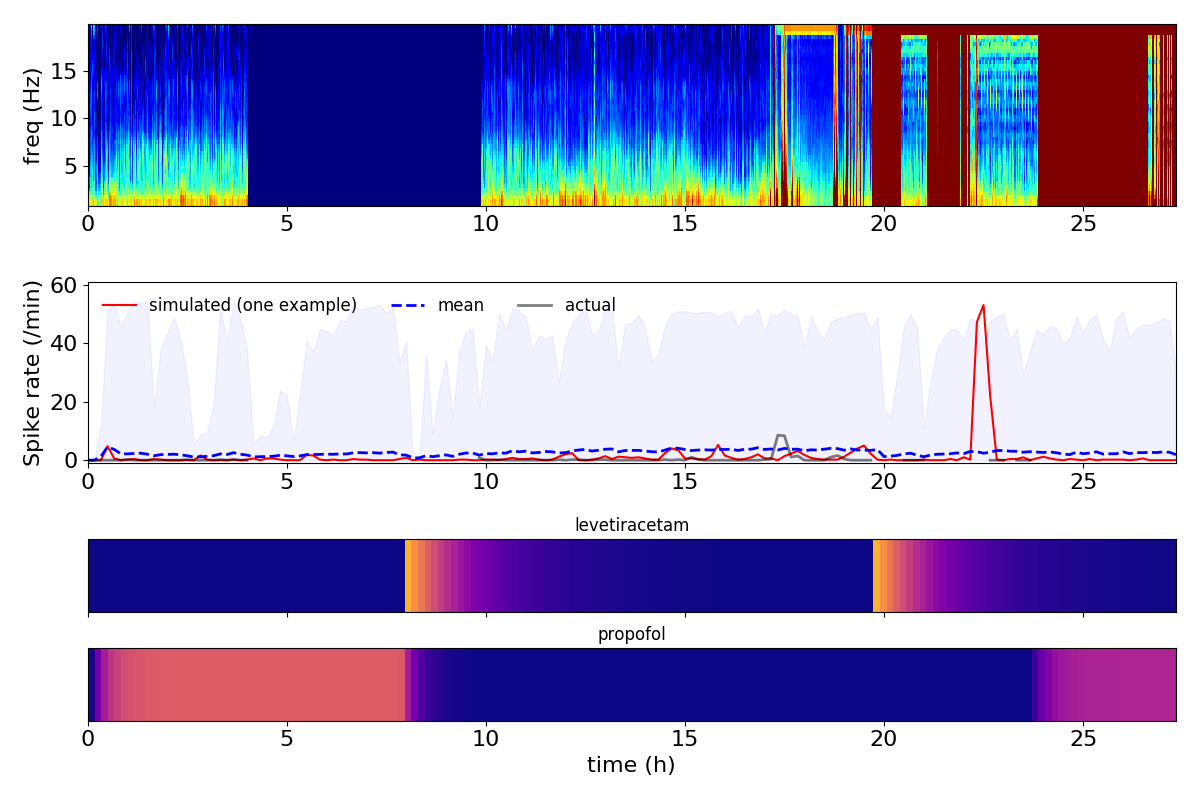 freq (Hz)
15
10
5
0 5 10 15 20 25
Spike rate (/min)
60
40
20
0
simulated (one example) mean actual
0 5 10 15 20 25
levetiracetam
propofol
0 5 10 15 20 25
time (h)